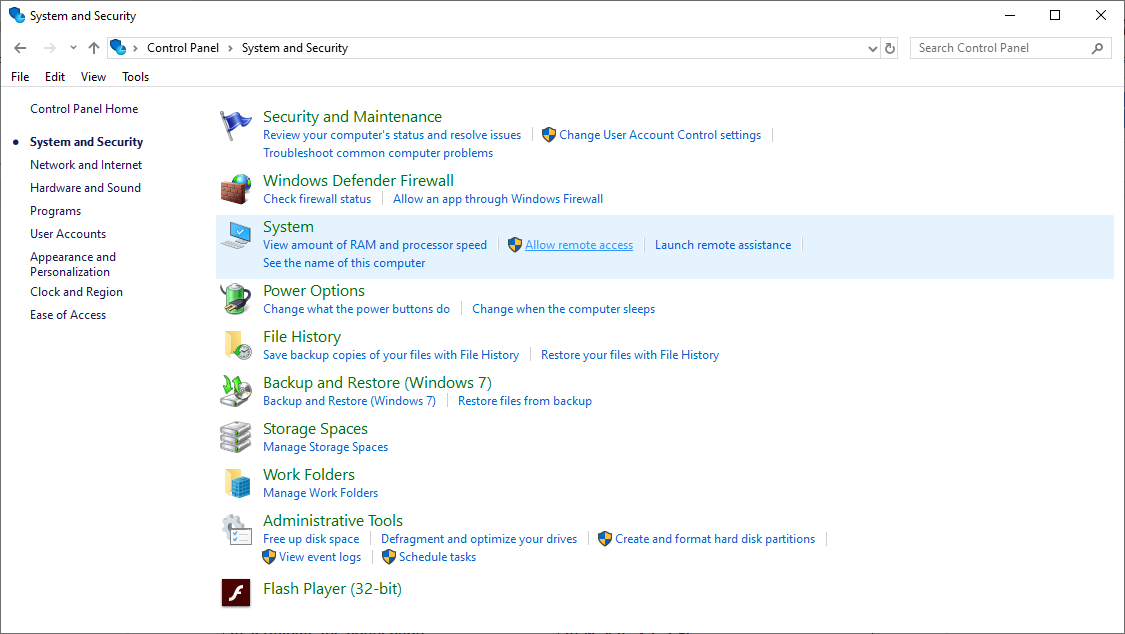 System and Security
Control Panel > System and Security
Search Control Panel
File Edit View Tools
Control Panel Home
System and Security
Network and Internet
Hardware and Sound
Programs
User Accounts
Appearance and
Personalization
Clock and Region
Ease of Access
Security and Maintenance
Review your computer's status and resolve issues
Change User Account Control settings
Troubleshoot common computer problems
Windows Defender Firewall
Check firewall status
Allow an app through Windows Firewall
System
View amount of RAM and processor speed
Allow remote access
Launch remote assistance
See the name of this computer
Power Options
Change what the power buttons do
Change when the computer sleeps
File History
Save backup copies of your files with File History
Restore your files with File History
Backup and Restore (Windows 7)
Backup and Restore (Windows 7)
Restore files from backup
Storage Spaces
Manage Storage Spaces
Work Folders
Manage Work Folders
Administrative Tools
Free up disk space
Defragment and optimize your drives
Create and format hard disk partitions
View event logs
Schedule tasks
Flash Player (32-bit)